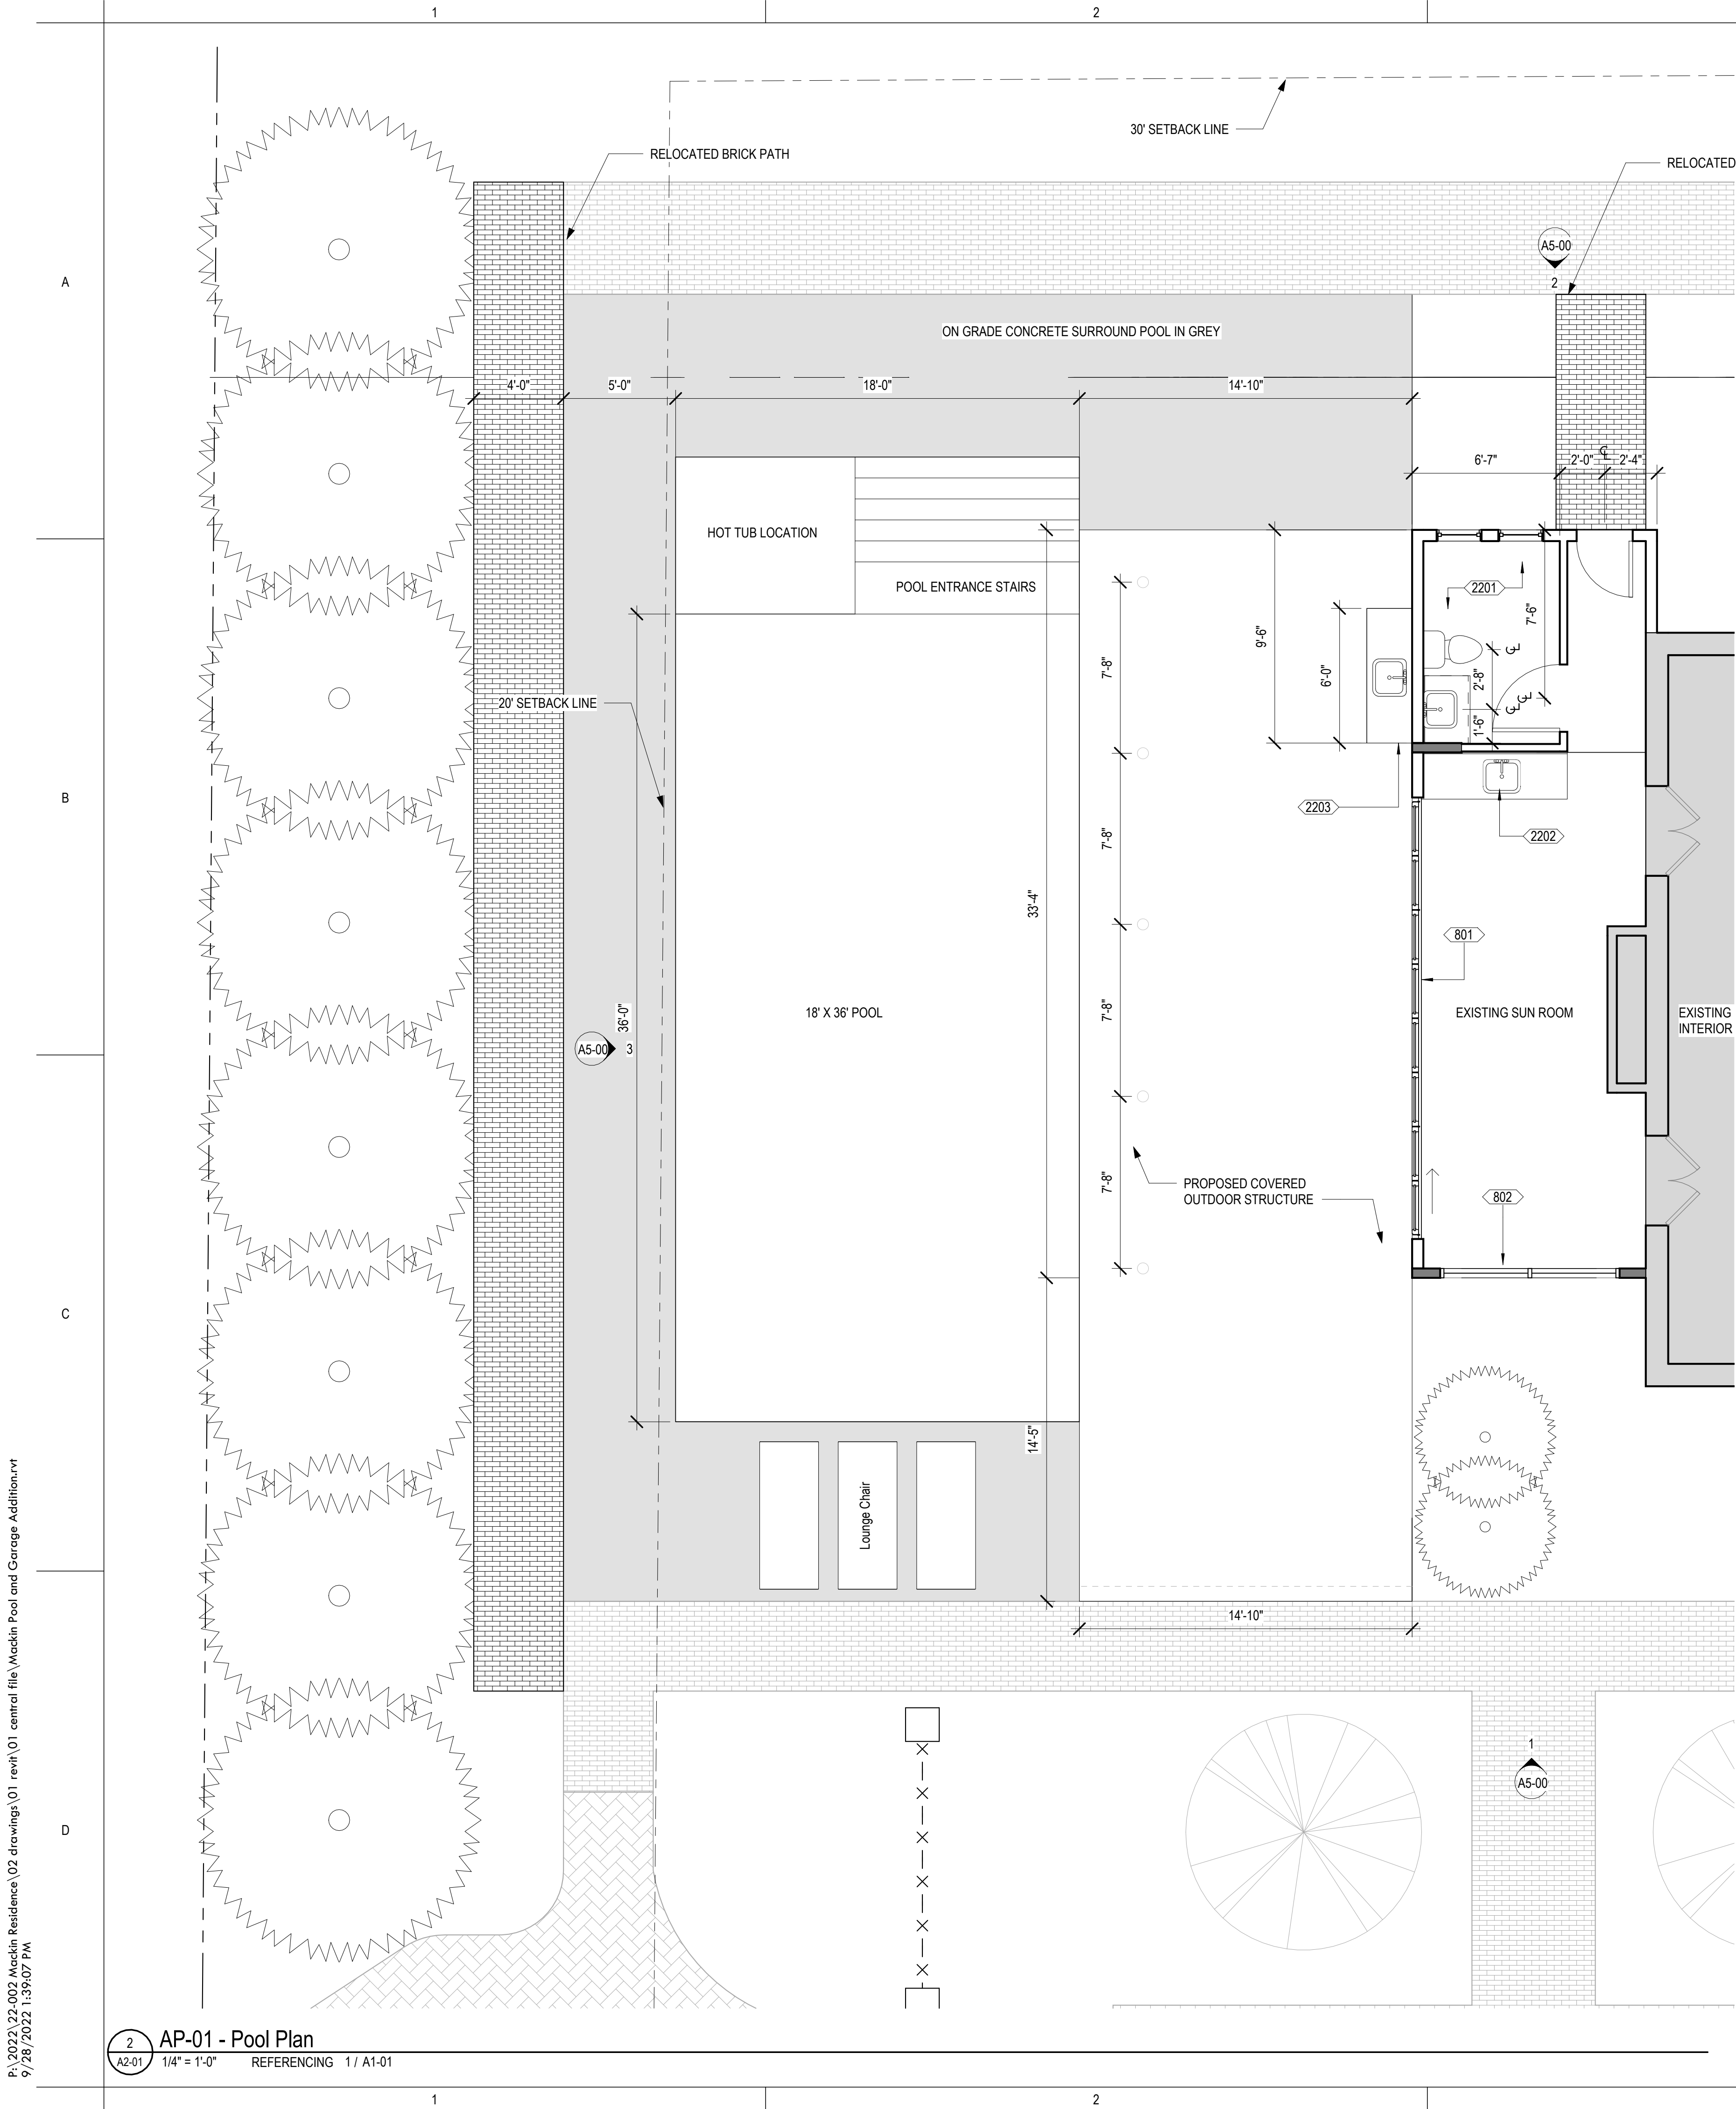 1
2
30' SETBACK LINE
RELOCATED BRICK PATH
RELOCATED
A
A5-00
2
ON GRADE CONCRETE SURROUND POOL IN GREY
4'-0"
5'-0"
18'-0"
14'-10"
6'-7"
2'-0"
CL
2'-4"
HOT TUB LOCATION
POOL ENTRANCE STAIRS
2201
7'-6"
9'-6"
CL
7'-8"
6'-0"
2'-8"
20' SETBACK LINE
CL
CL
1'-6"
B
2203
2202
7'-8"
33'-4"
801
18' X 36' POOL
7'-8"
EXISTING SUN ROOM
EXISTING
INTERIOR
36'-0"
A5-00
3
7'-8"
PROPOSED COVERED
OUTDOOR STRUCTURE
802
C
14'-5"
Lounge Chair
14'-10"
1
A5-00
D
P:\2022\22-002 Mackin Residence\02 drawings\01 revit\01 central file\Mackin Pool and Garage Addition.rvt
9/28/2022 1:39:07 PM
2
A2-01
AP-01 - Pool Plan
1/4" = 1'-0"
REFERENCING 1 / A1-01
1
2